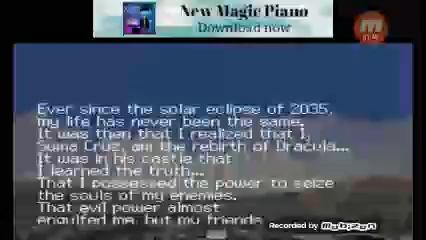 New Magic Piano
Download now
Ever since the solar eclipse of 2035,
my life has never been the same.
It was then that I realized that I,
Soma Cruz, am the rebirth of Dracula...
It was in his castle that
I learned the truth...
That I possessed the power to seize
the souls of my enemies.
That evil power almost
engulfed me, but my friends
Recorded by Mobizen